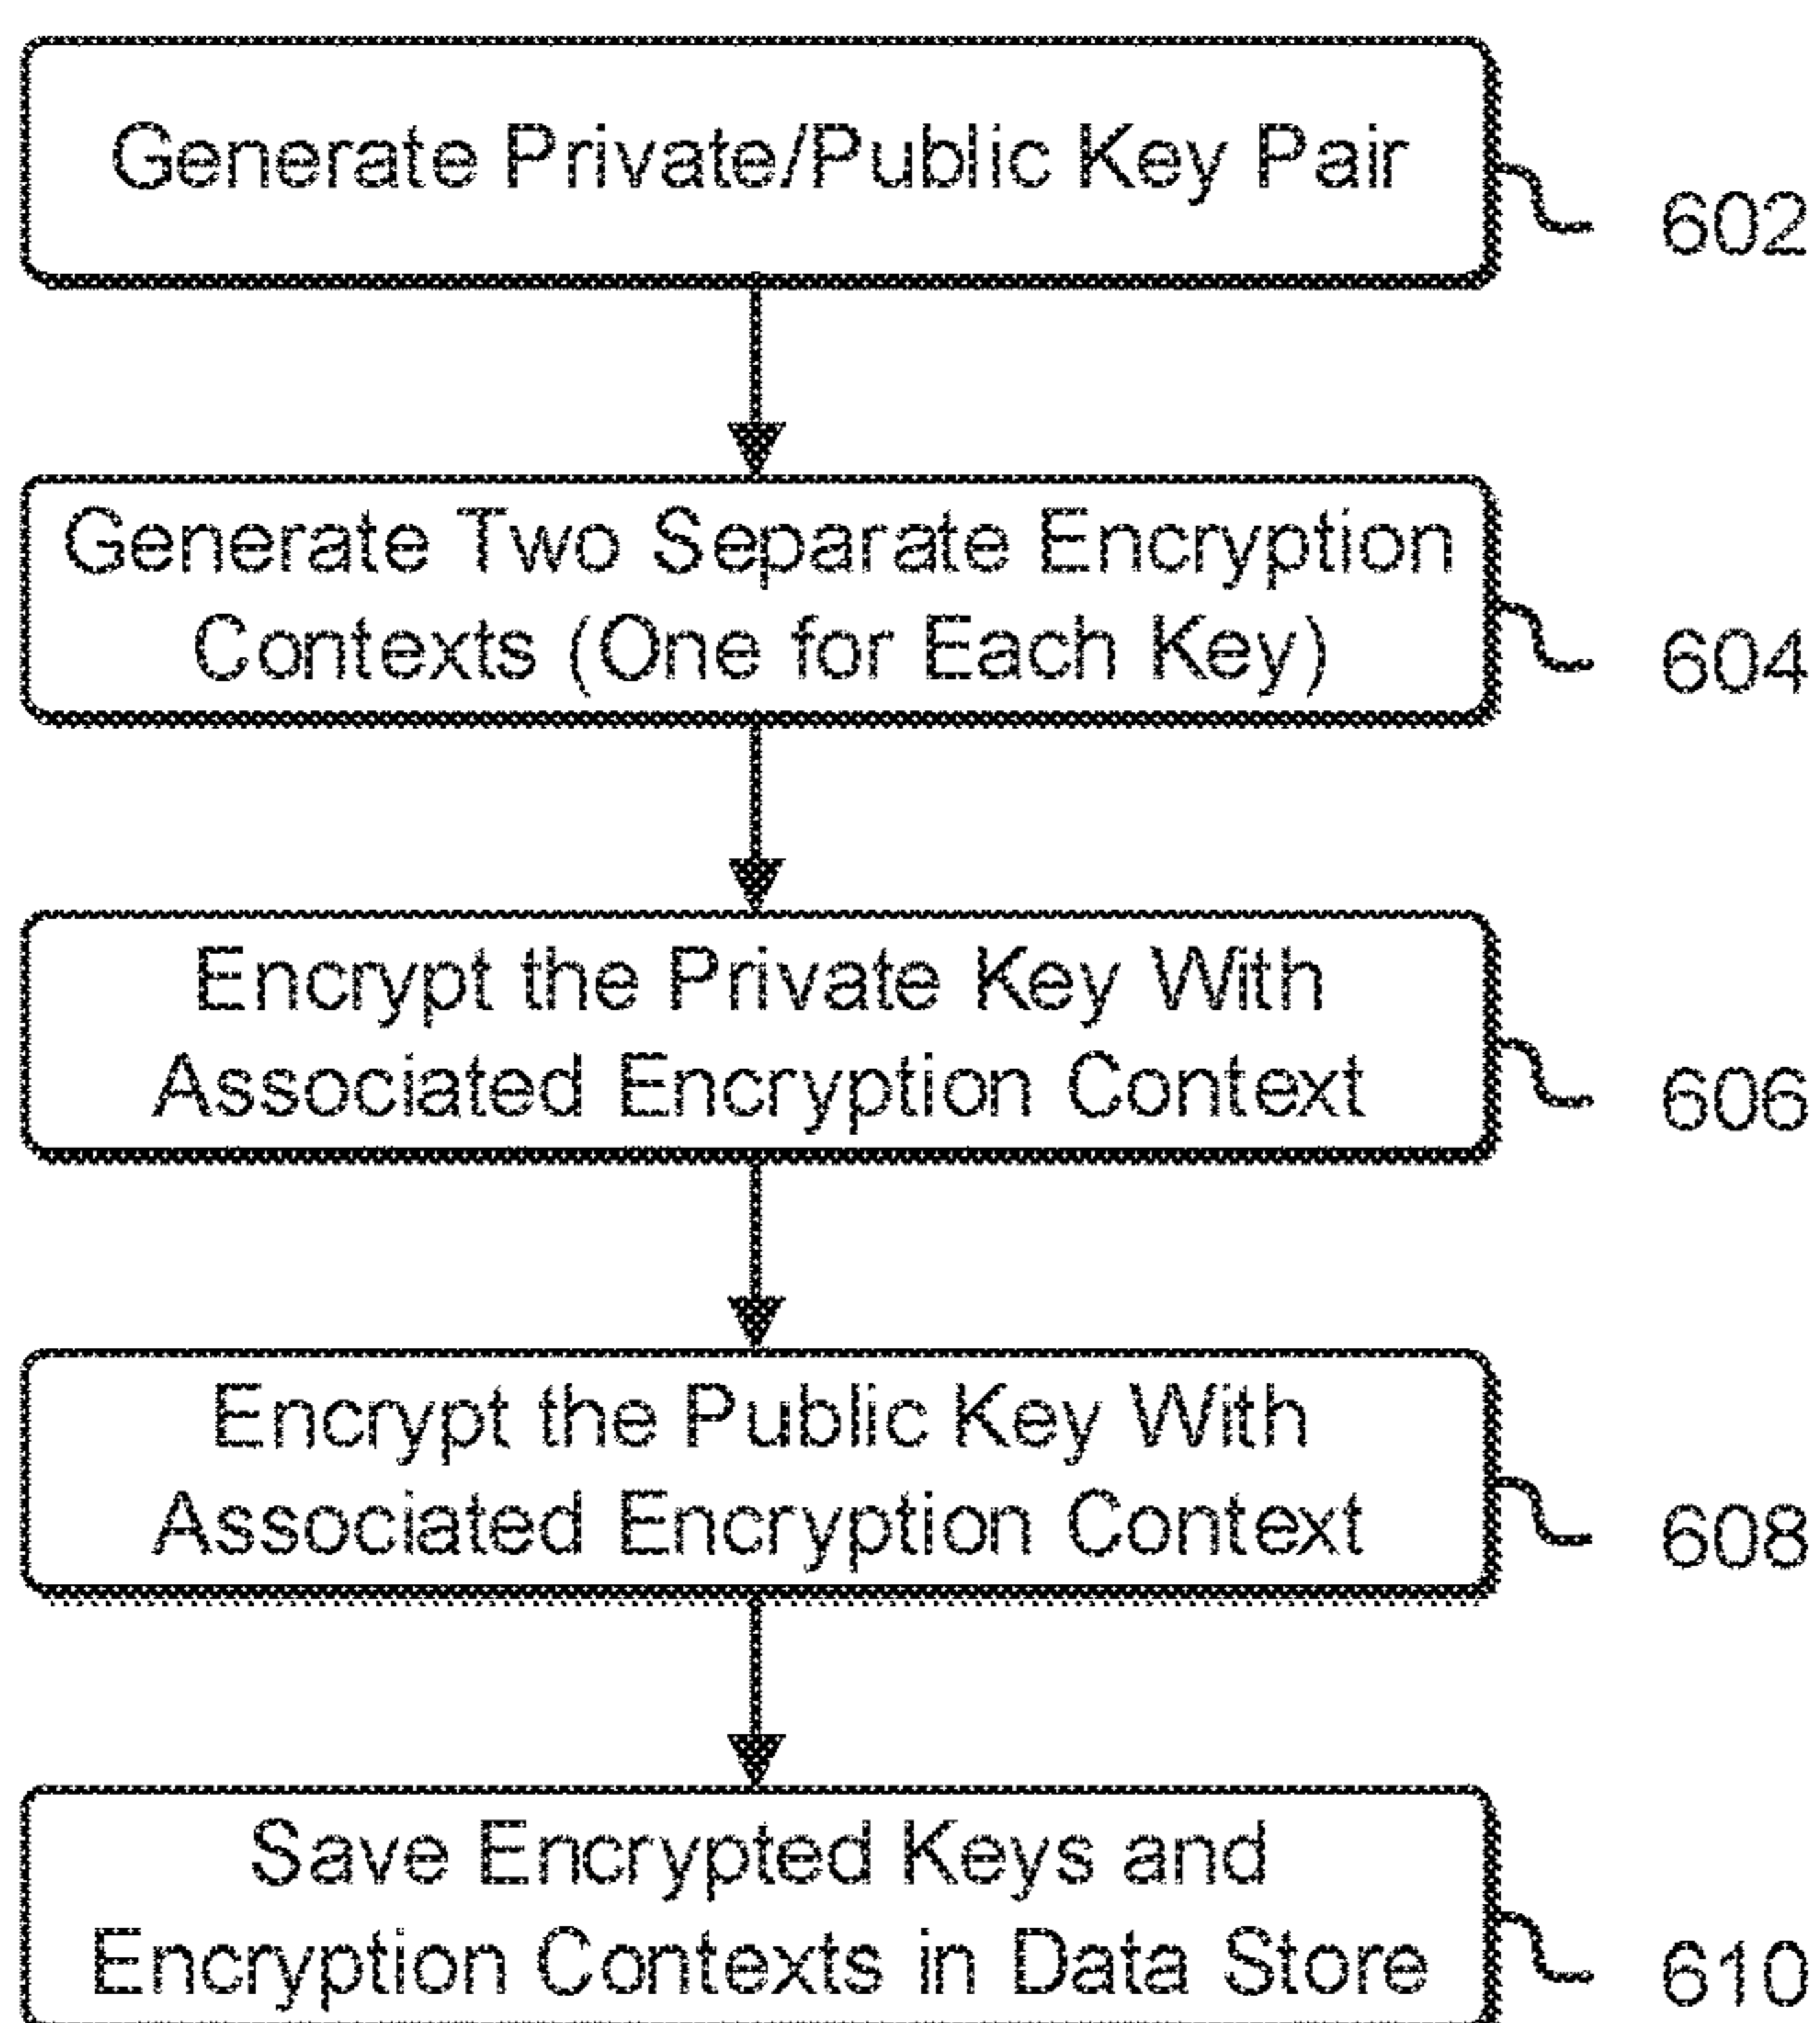 Generate Private/Public Key Pair
602
Generate Two Separate Encryption
Contexts (One for Each Key)
604
Encrypt the Private Key With
Associated Encryption Context
606
Encrypt the Public Key With
Associated Encryption Context
608
Save Encrypted Keys and
Encryption Contexts in Data Store
610